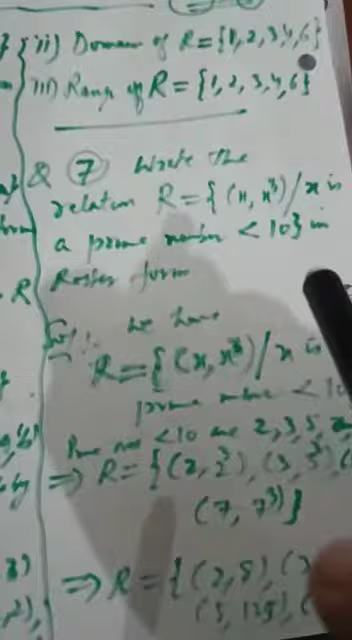 ii) Domain of R = {1, 2, 3, 4, 6}
iii) Range of R = {1, 2, 3, 4, 6}
Q 7 Write the
relation R = {(x, x³) / x is
a prime number < 10} in
Roster form
Sol: We have
R = {(x, x³) / x is
prime number < 10
Prime no < 10 are 2, 3, 5,
⇒ R = {(2, 2³), (3, 3³), (
(7, 7³)}
⇒ R = {(2, 8), (
(5, 125), (